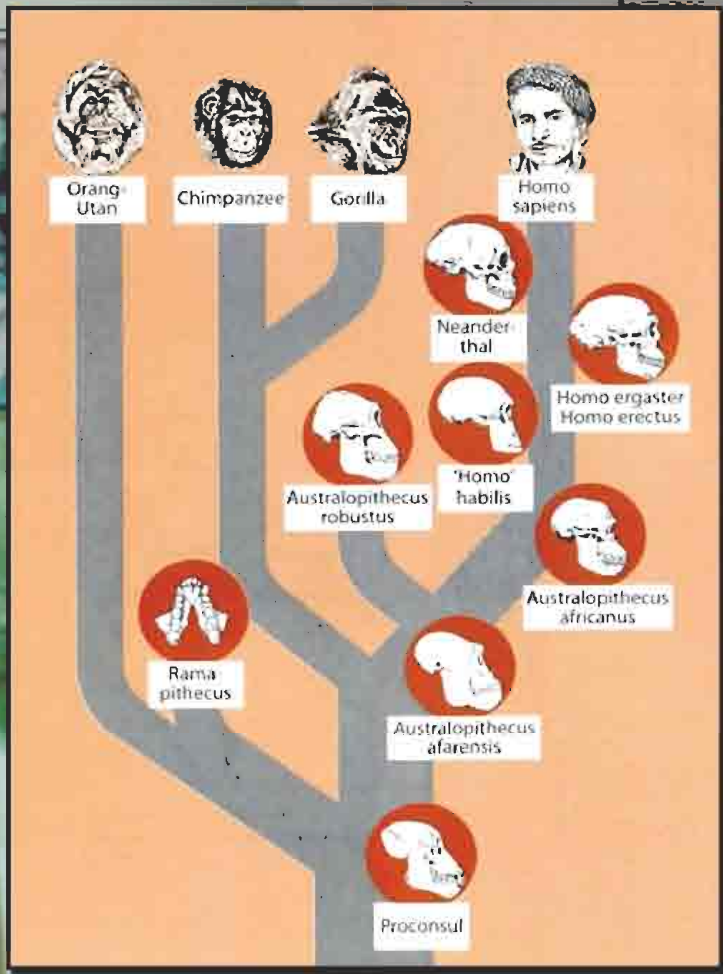 Orang-
Utan
Chimpanzee
Gorilla
Homo
sapiens
Neander-
thal
Homo ergaster
Homo erectus
Australopithecus
robustus
"Homo"
habilis
Australopithecus
africanus
Rama
pithecus
Australopithecus
afarensis
Proconsul